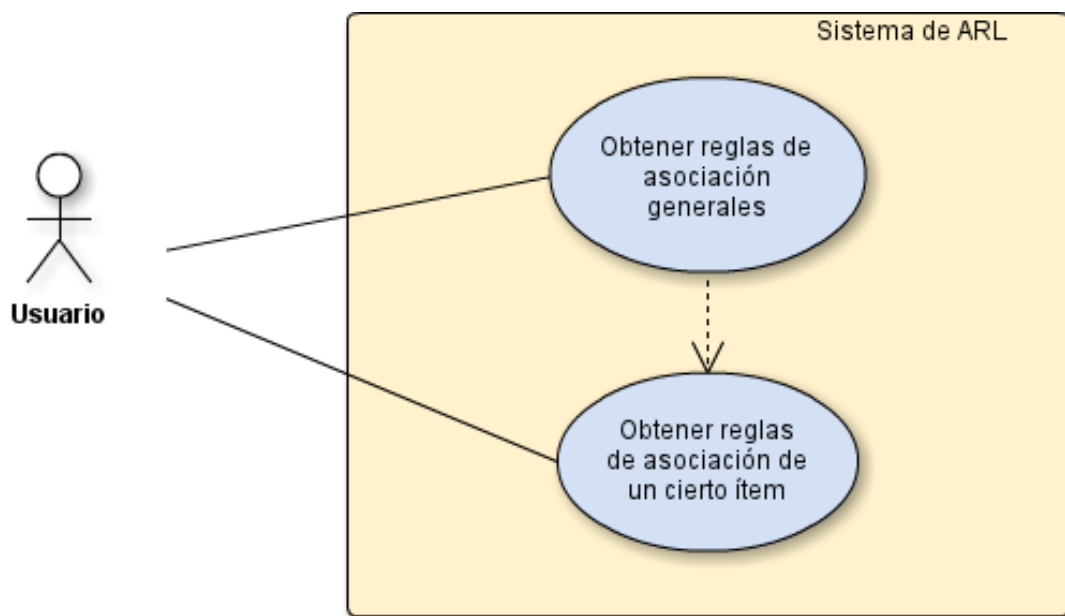 Sistema de ARL
Obtener reglas de
asociación
generales
Usuario
Obtener reglas
de asociación de
un cierto ítem